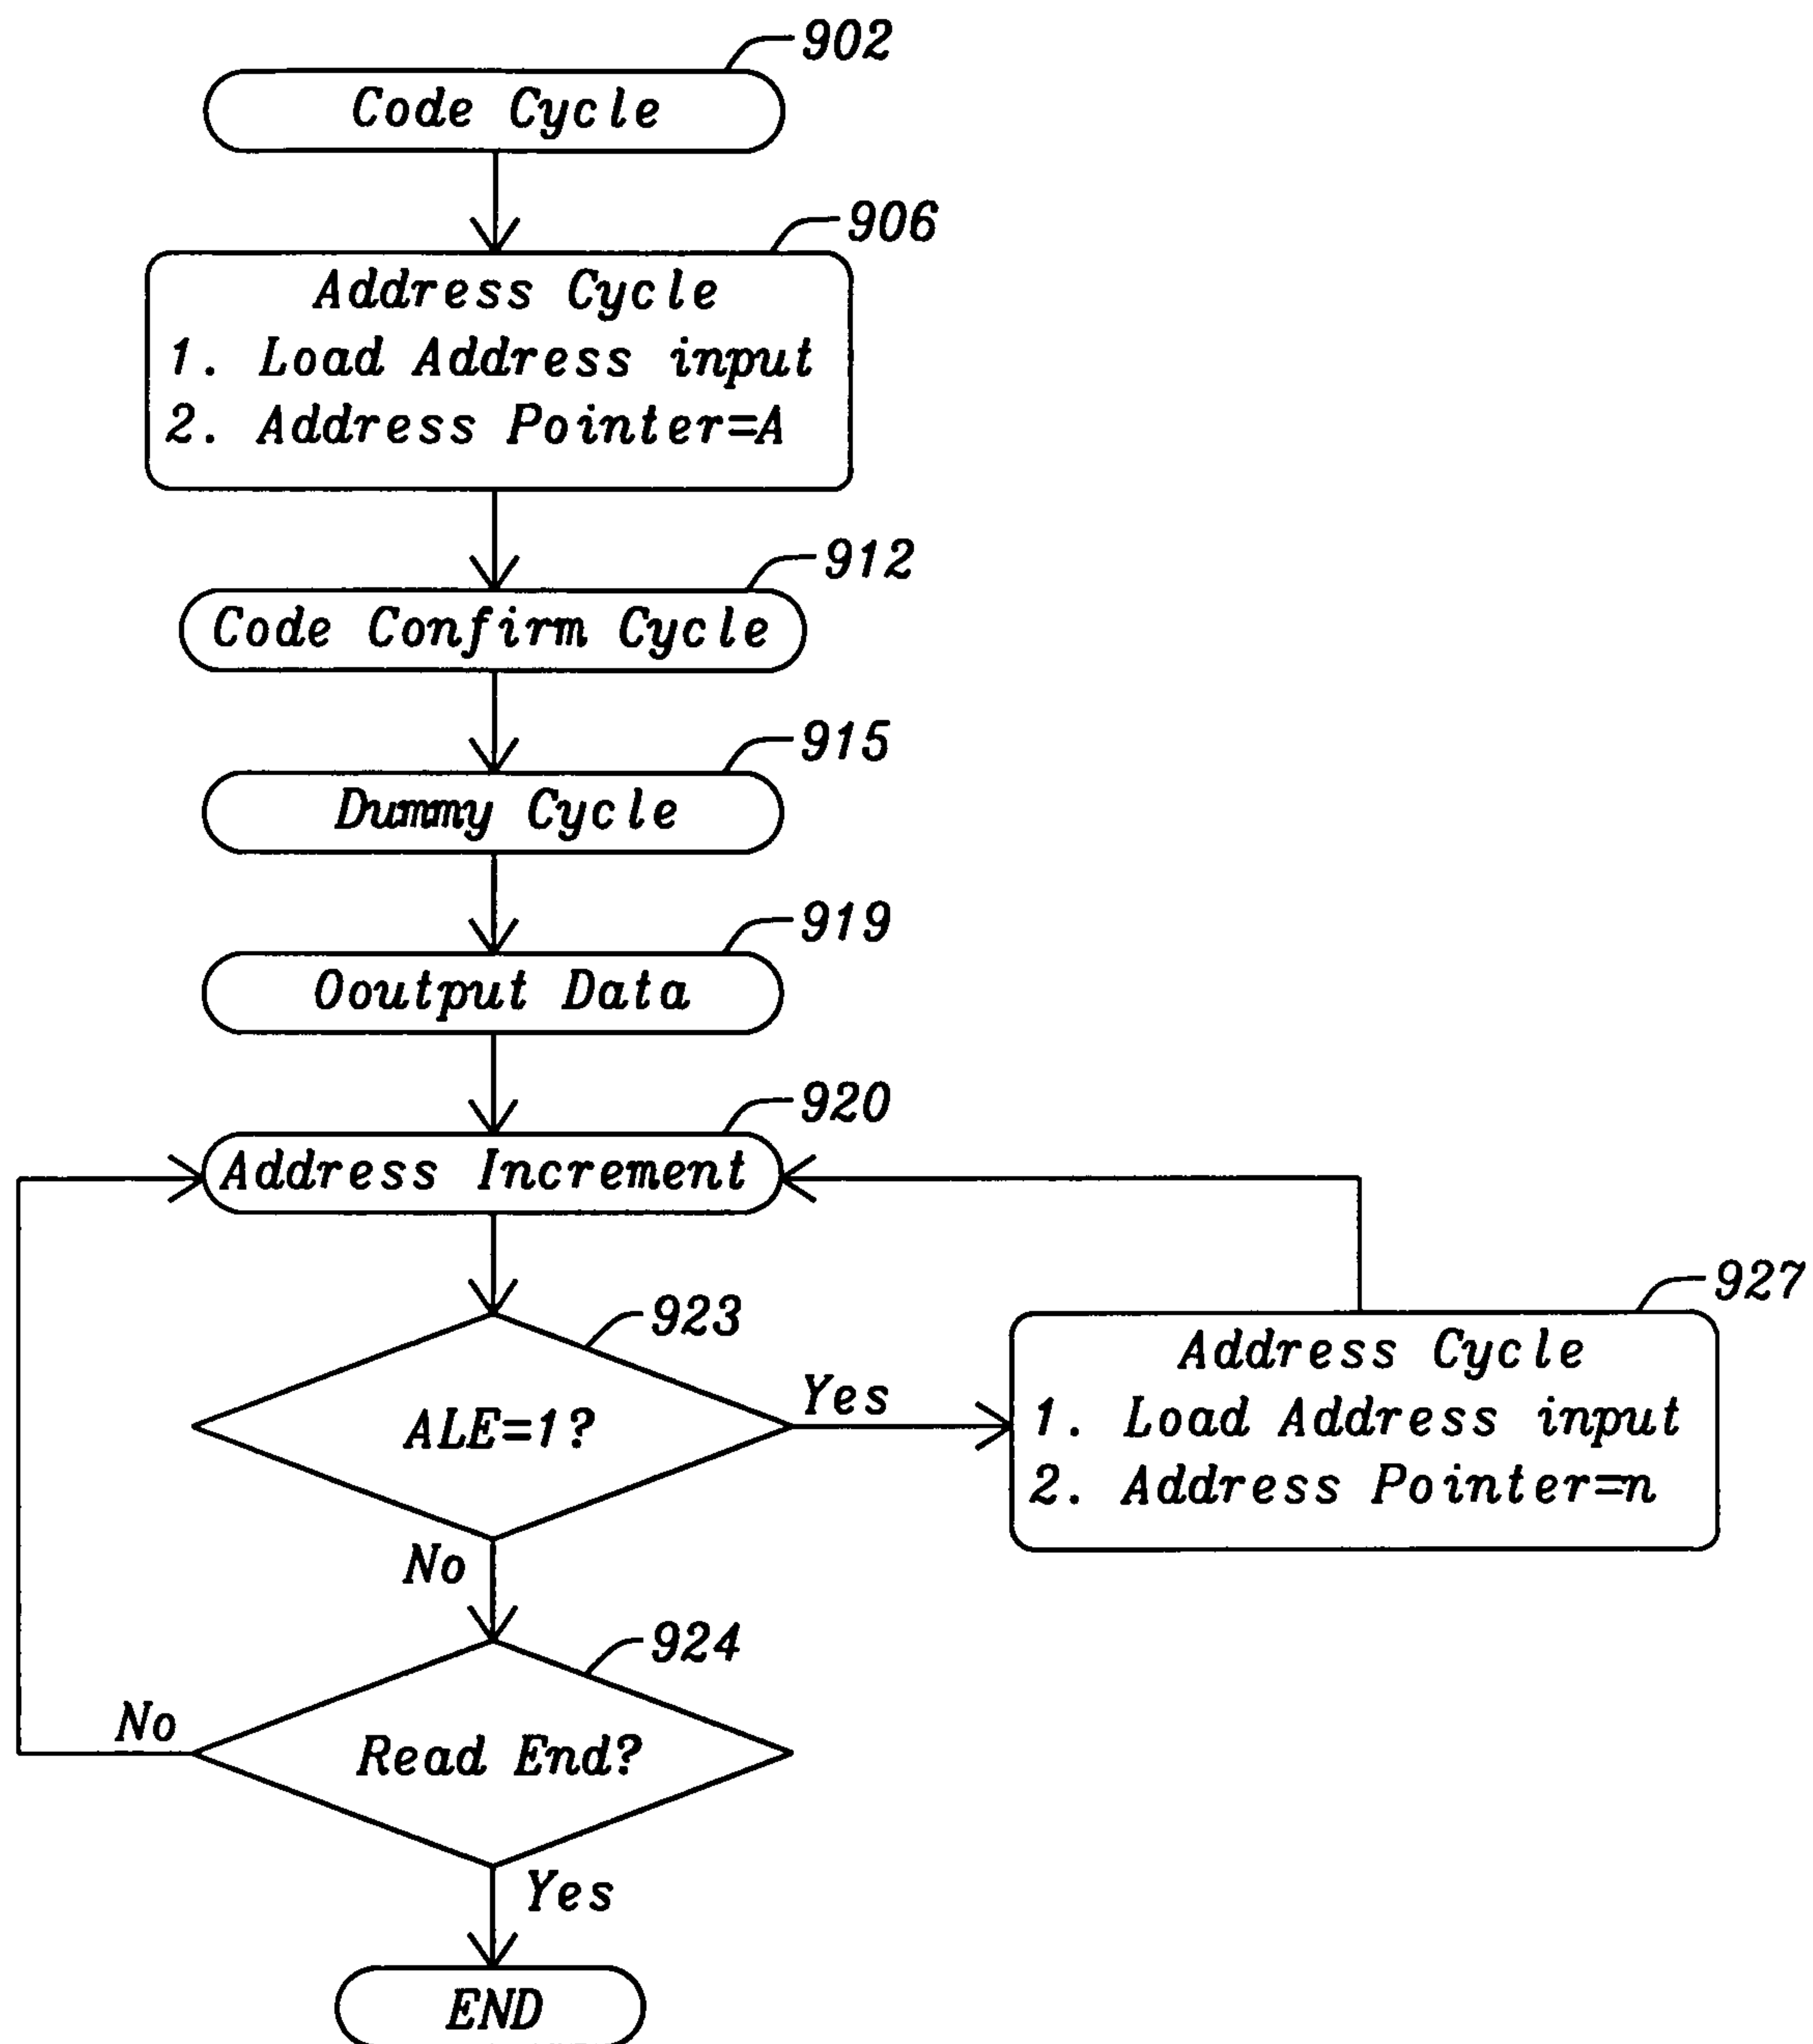 902
Code Cycle
906
Address Cycle
1. Load Address input
2. Address Pointer=A
912
Code Confirm Cycle
915
Dummy Cycle
919
Ooutput Data
920
Address Increment
923
ALE=1?
Yes
927
Address Cycle
1. Load Address input
2. Address Pointer=n
No
924
No
Read End?
Yes
END